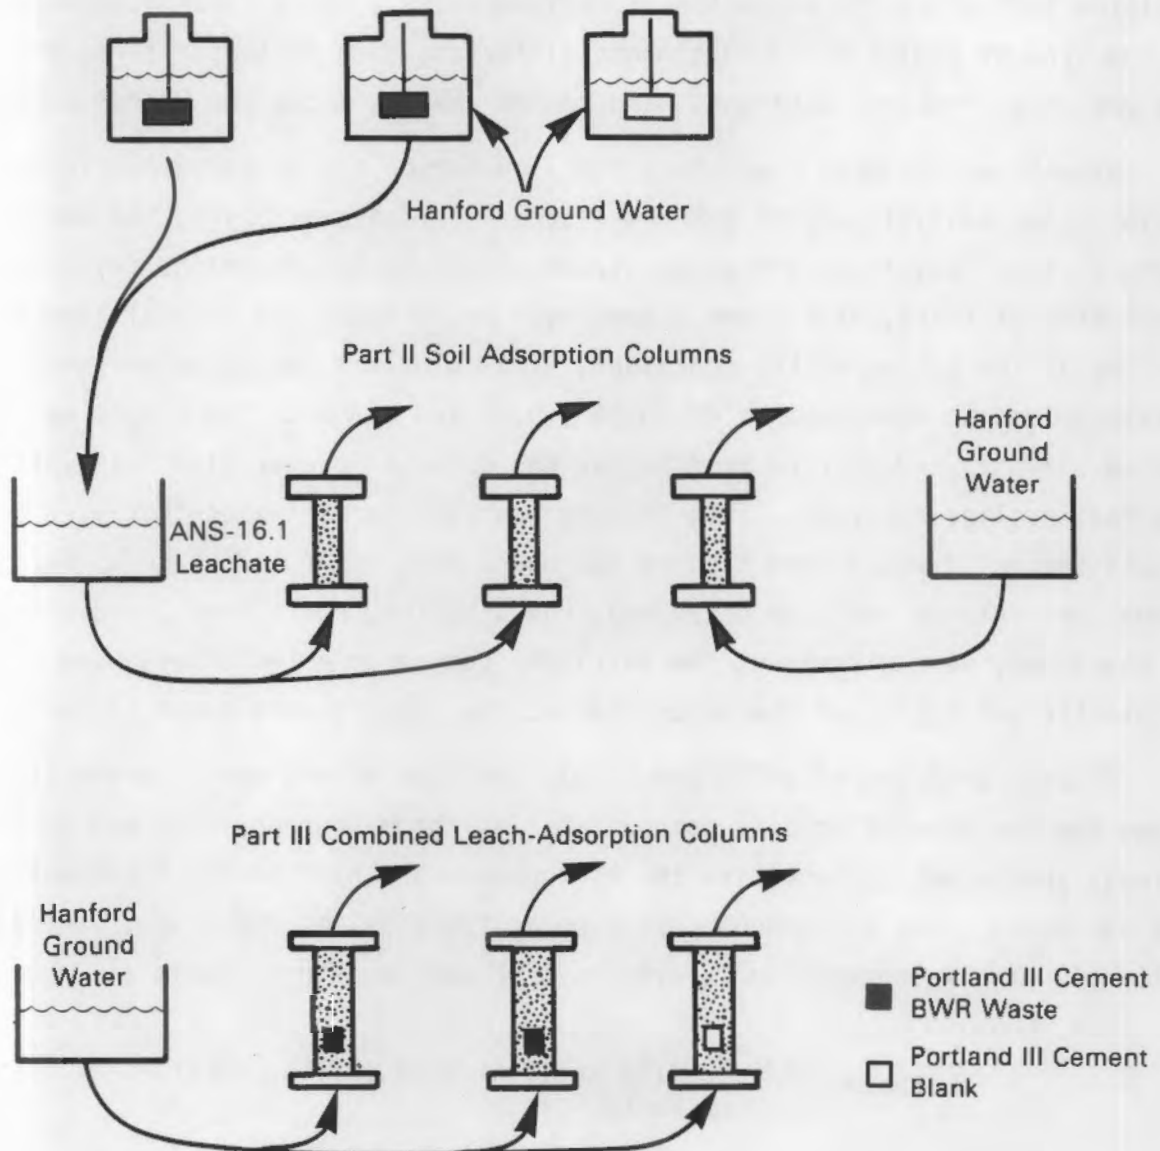 Hanford Ground Water
Part II Soil Adsorption Columns
Hanford
Ground
Water
ANS-16.1
Leachate
Part III Combined Leach-Adsorption Columns
Hanford
Ground
Water
Portland III Cement
BWR Waste
Portland III Cement
Blank